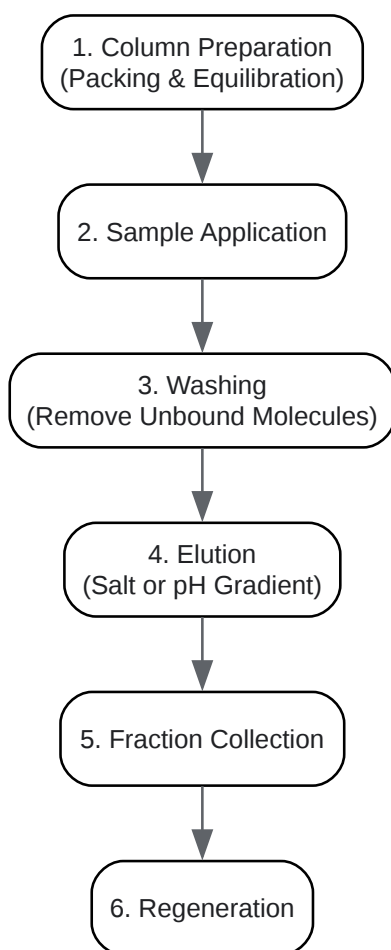 1. Column Preparation
(Packing & Equilibration)
2. Sample Application
3. Washing
(Remove Unbound Molecules)
4. Elution
(Salt or pH Gradient)
5. Fraction Collection
6. Regeneration